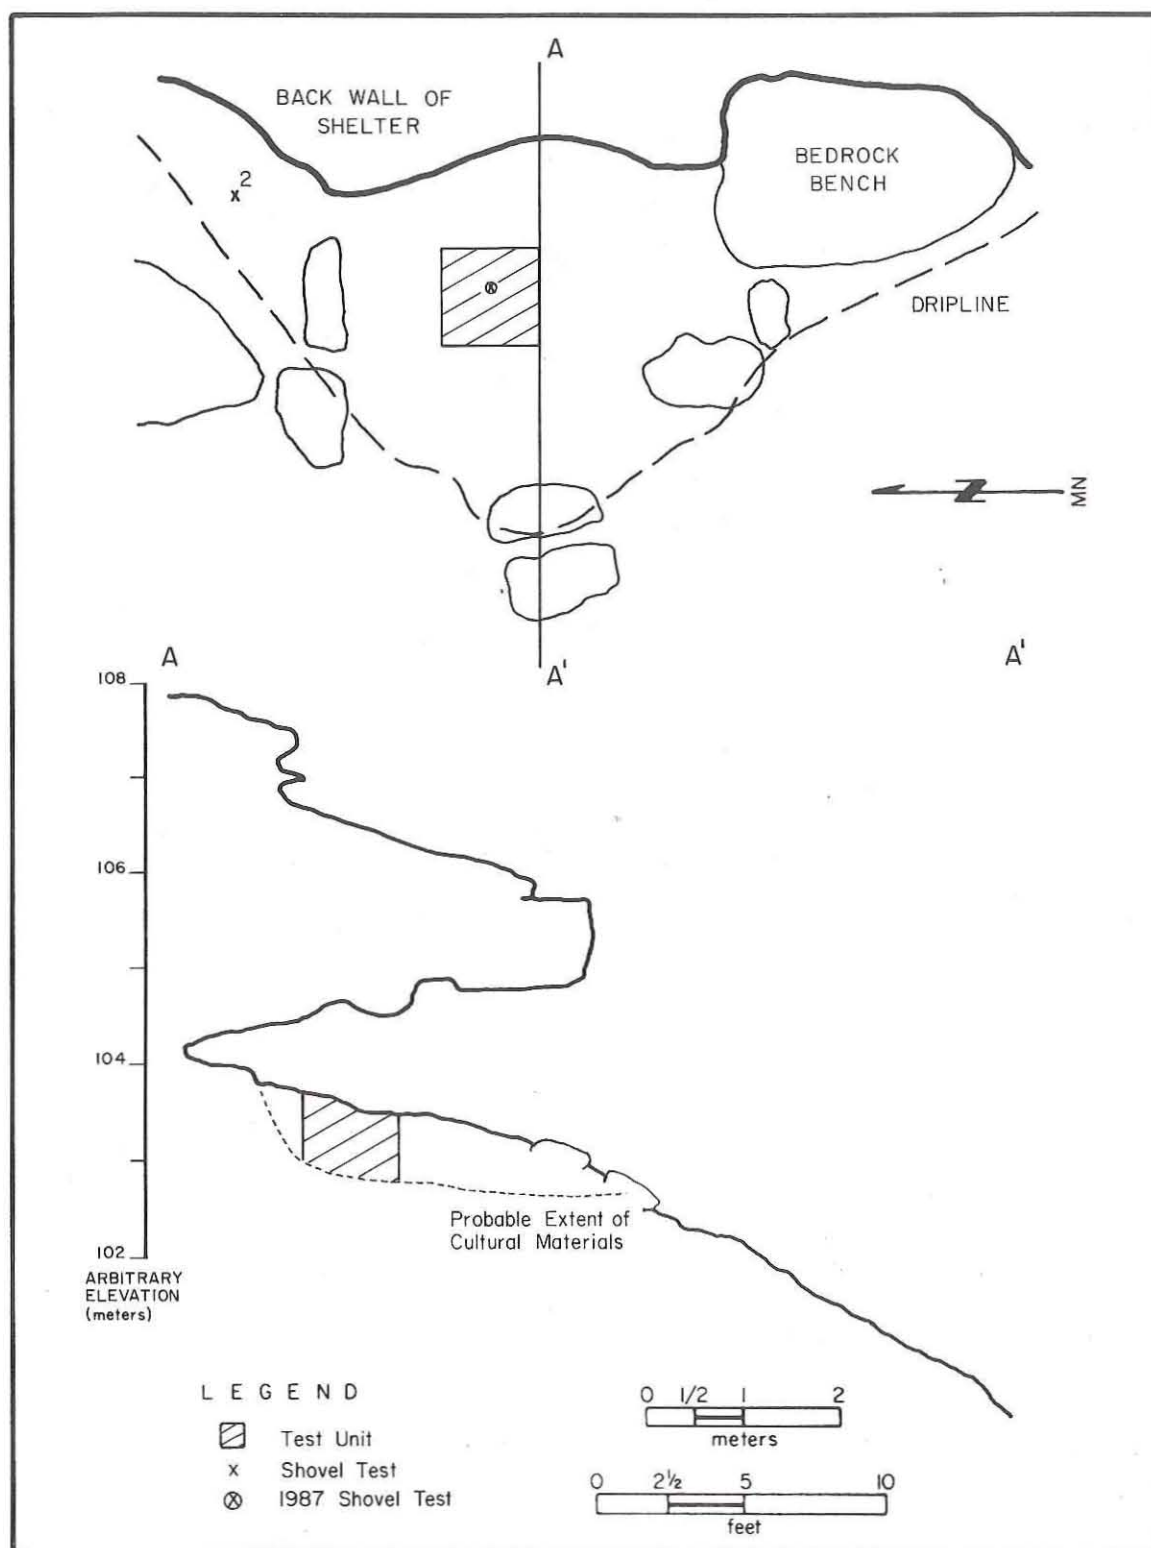 A
BACK WALL OF
SHELTER
BEDROCK
BENCH
x2
DRIPLINE
N
MN
A'
A
A'
108
106
104
102
ARBITRARY
ELEVATION
(meters)
Probable Extent of
Cultural Materials
LEGEND
Test Unit
x Shovel Test
1987 Shovel Test
0 1/2 1 2
meters
0 2½ 5 10
feet